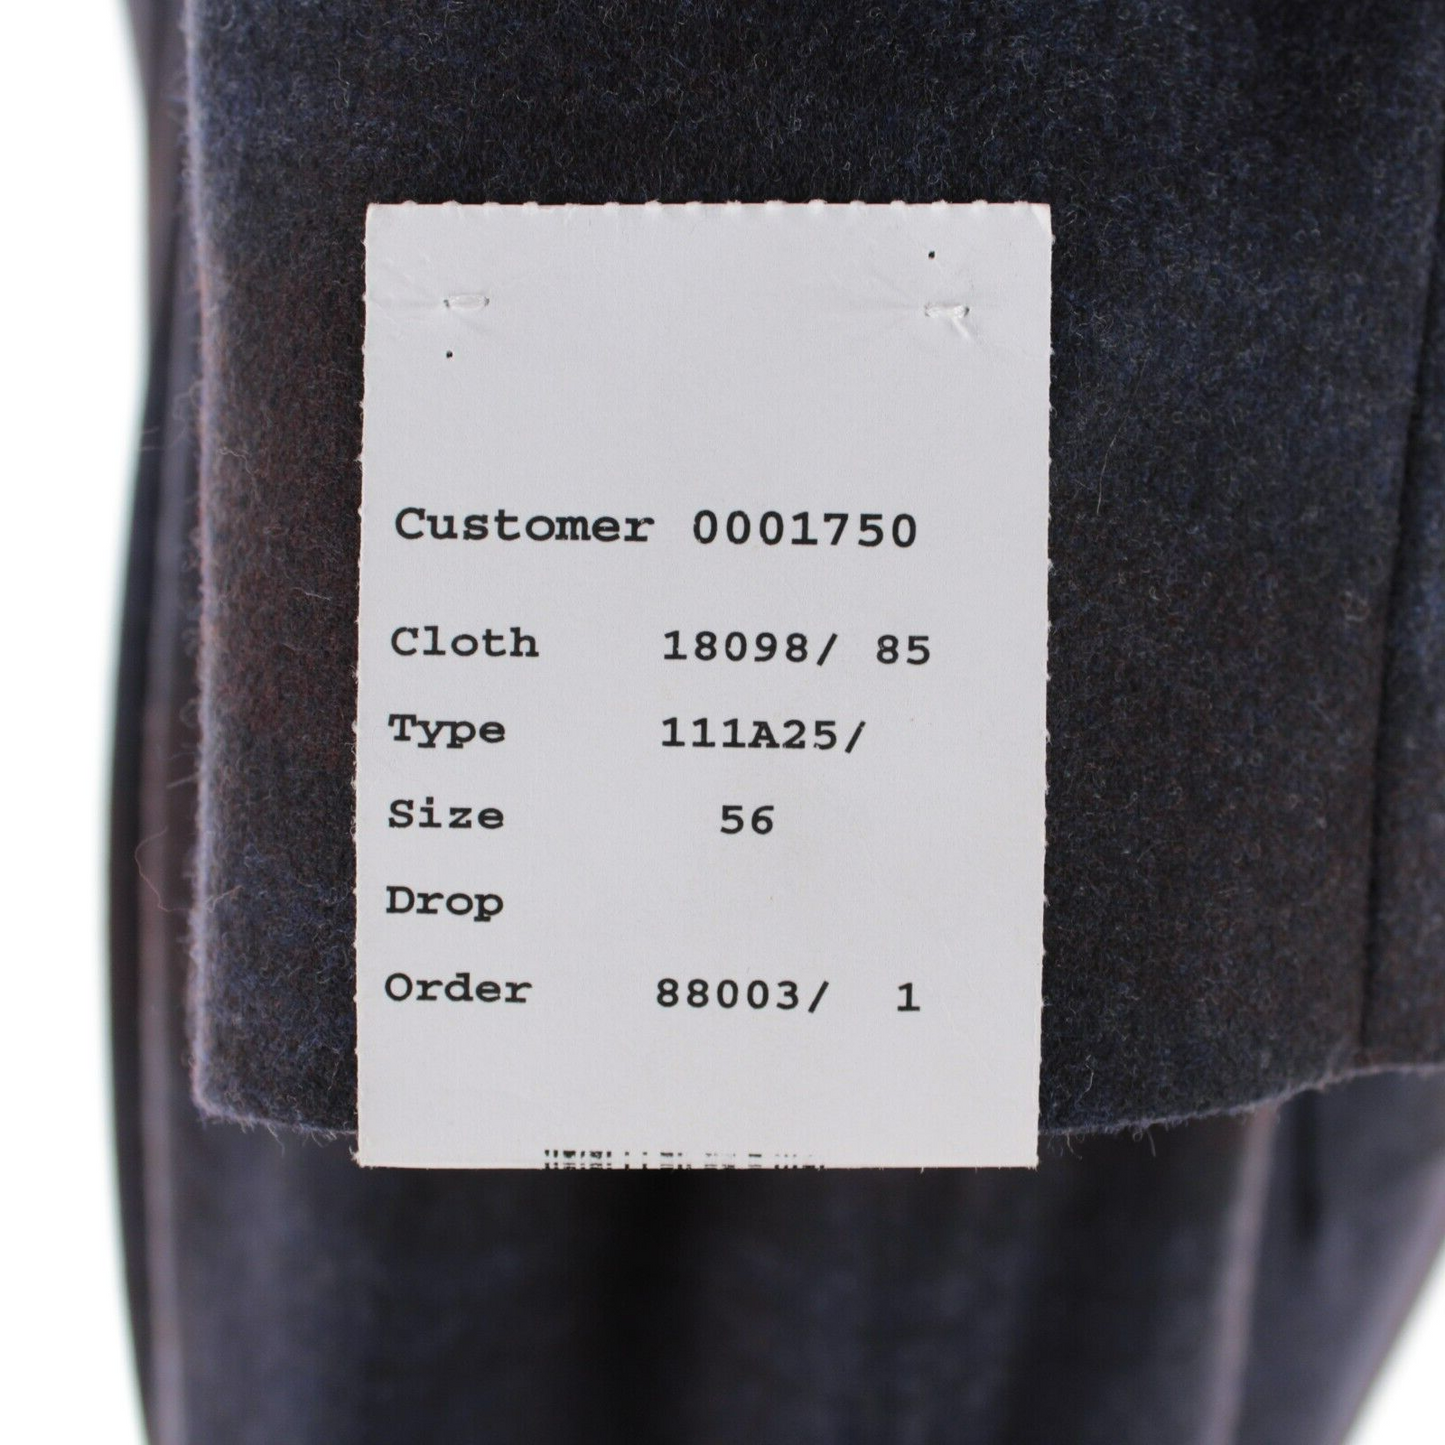 Customer 0001750
Cloth 18098/ 85
Type 111A25/
Size 56
Drop
Order 88003/ 1